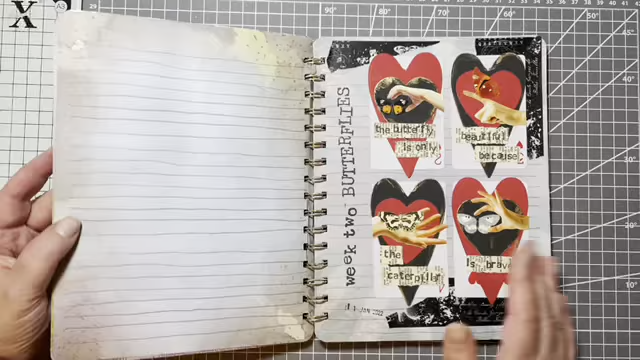 week two BUTTERFLIES
the butterfly
is only
beautiful
because
the
caterpillar
is brave